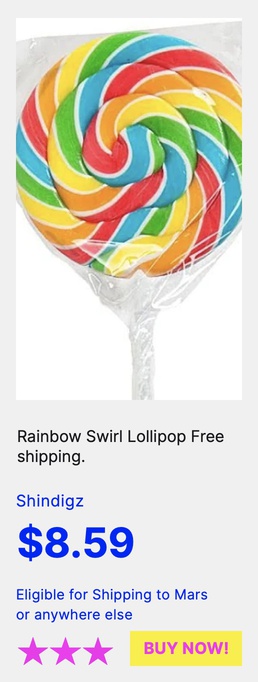 Rainbow Swirl Lollipop Free
shipping.
Shindigz
$8.59
Eligible for Shipping to Mars
or anywhere else
BUY NOW!